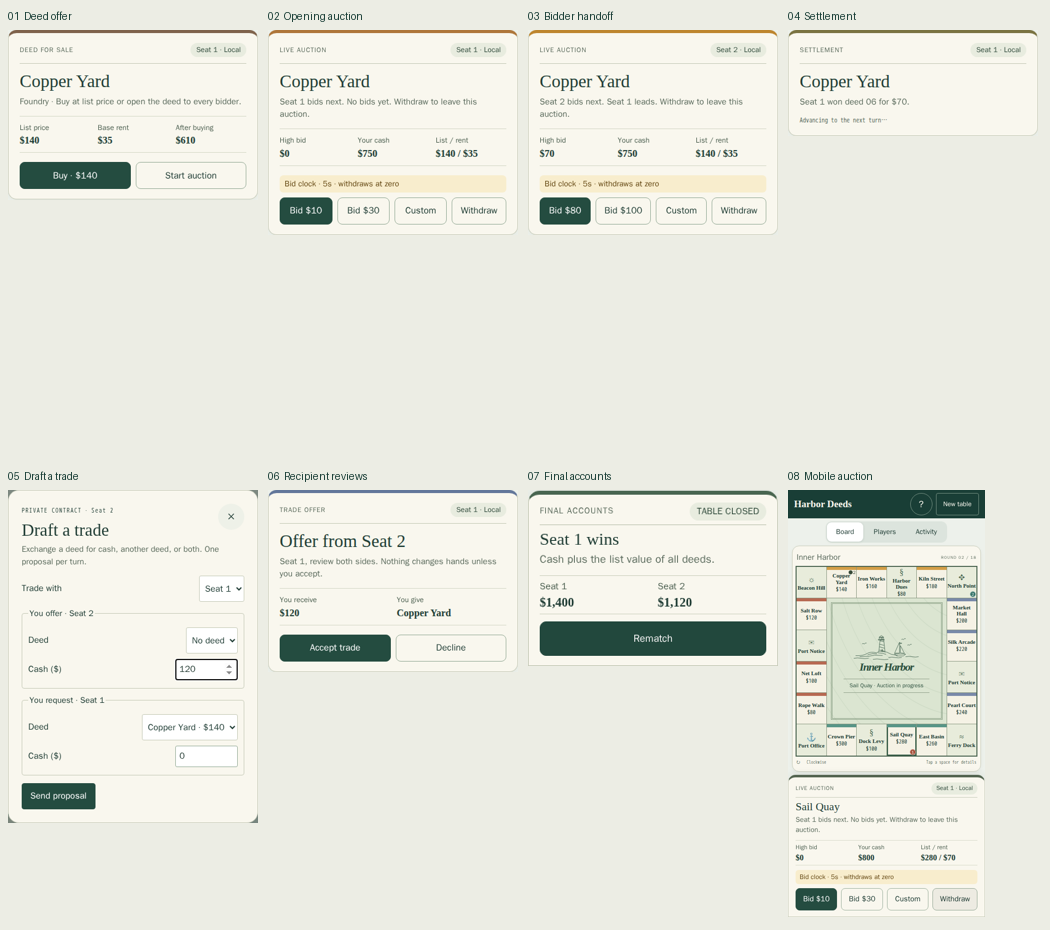 01 Deed offer
DEED FOR SALE
Seat 1 · Local
Copper Yard
Foundry · Buy at list price or open the deed to every bidder.
List price
Base rent
After buying
$140
$35
$610
Buy · $140
Start auction
02 Opening auction
LIVE AUCTION
Seat 1 · Local
Copper Yard
Seat 1 bids next. No bids yet. Withdraw to leave this
auction.
High bid
Your cash
List / rent
$0
$750
$140 / $35
Bid clock · 5s · withdraws at zero
Bid $10
Bid $30
Custom
Withdraw
03 Bidder handoff
LIVE AUCTION
Seat 2 · Local
Copper Yard
Seat 2 bids next. Seat 1 leads. Withdraw to leave this
auction.
High bid
Your cash
List / rent
$70
$750
$140 / $35
Bid clock · 5s · withdraws at zero
Bid $80
Bid $100
Custom
Withdraw
04 Settlement
SETTLEMENT
Seat 1 · Local
Copper Yard
Seat 1 won deed 06 for $70.
Advancing to the next turn…
05 Draft a trade
PRIVATE CONTRACT · Seat 2
×
Draft a trade
Exchange a deed for cash, another deed, or both. One
proposal per turn.
Trade with
Seat 1
You offer · Seat 2
Deed
No deed
Cash ($)
120
You request · Seat 1
Deed
Copper Yard · $140
Cash ($)
0
Send proposal
06 Recipient reviews
TRADE OFFER
Seat 1 · Local
Offer from Seat 2
Seat 1, review both sides. Nothing changes hands unless
you accept.
You receive
You give
$120
Copper Yard
Accept trade
Decline
07 Final accounts
FINAL ACCOUNTS
TABLE CLOSED
Seat 1 wins
Cash plus the list value of all deeds.
Seat 1
Seat 2
$1,400
$1,120
Rematch
08 Mobile auction
Harbor Deeds
?
New table
Board
Players
Activity
Inner Harbor
ROUND 02 / 18
Beacon Hill
Copper Yard
$140
Iron Works
$160
§
Harbor Dues
$80
Kiln Street
$180
North Point
Salt Row
$120
Market Hall
$200
Port Notice
Silk Arcade
$220
Net Loft
$100
Port Notice
Rope Walk
$80
Pearl Court
$240
Inner Harbor
Sail Quay · Auction in progress
Port Office
Crown Pier
$300
§
Dock Levy
$100
Sail Quay
$280
East Basin
$260
Ferry Dock
Clockwise
Tap a space for details
LIVE AUCTION
Seat 1 · Local
Sail Quay
Seat 1 bids next. No bids yet. Withdraw to leave this
auction.
High bid
Your cash
List / rent
$0
$800
$280 / $70
Bid clock · 5s · withdraws at zero
Bid $10
Bid $30
Custom
Withdraw